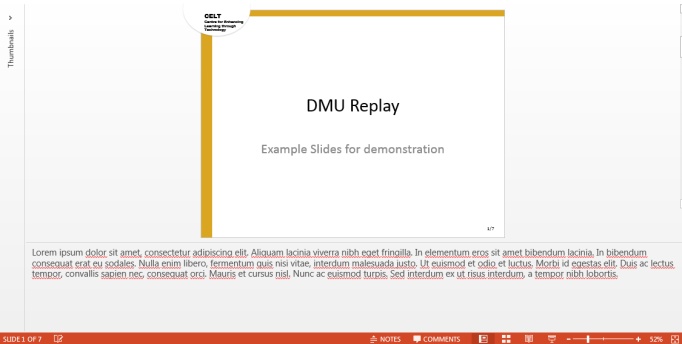 Thumbnails
CELT
Centre for Enhancing
Learning through
Technology
DMU Replay
Example Slides for demonstration
1/7
Lorem ipsum dolor sit amet, consectetur adipiscing elit. Aliquam lacinia viverra nibh eget fringilla. In elementum eros sit amet bibendum lacinia. In bibendum
consequat erat eu sodales. Nulla enim libero, fermentum quis nisi vitae, interdum malesuada justo. Ut euismod et odio et luctus. Morbi id egestas elit. Duis ac lectus
tempor, convallis sapien nec, consequat orci. Mauris et cursus nisl. Nunc ac euismod turpis. Sed interdum ex ut risus interdum, a tempor nibh lobortis.
SLIDE 1 OF 7 NOTES COMMENTS 52%